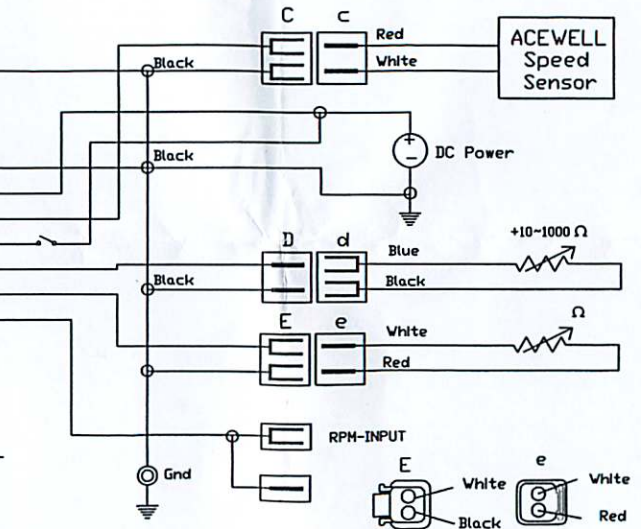 C c
Red
White
Black
ACEWELL
Speed
Sensor
+
-
DC Power
Black
+10~1000 Ω
D d
Blue
Black
Black
Ω
E e
White
Red
RPM-INPUT
Gnd
E
White
Black
e
White
Red